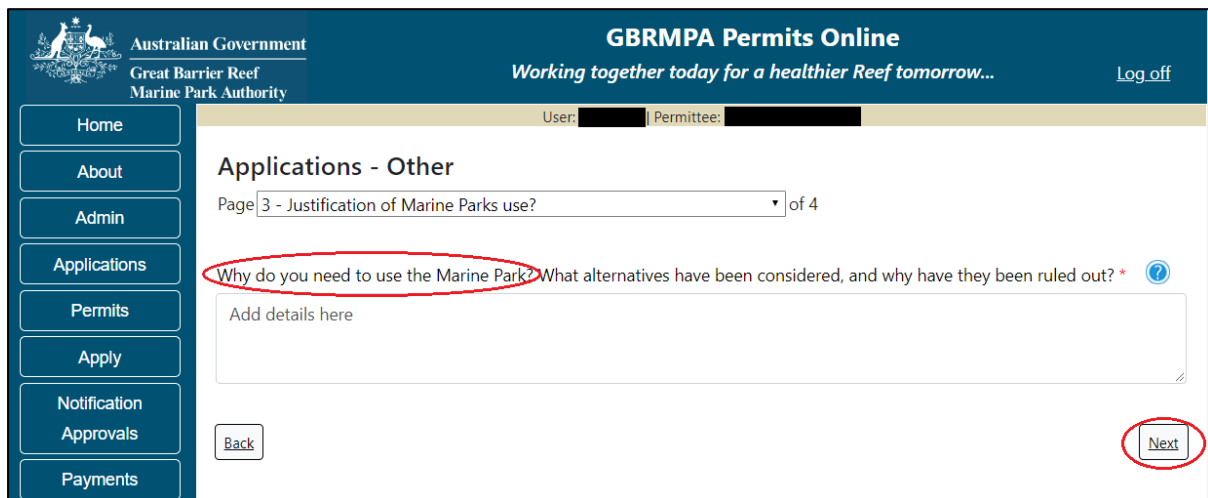 Australian Government
Great Barrier Reef
Marine Park Authority
GBRMPA Permits Online
Working together today for a healthier Reef tomorrow...
Log off
Home
About
Admin
Applications
Permits
Apply
Notification
Approvals
Payments
User: | Permittee:
Applications - Other
Page 3 - Justification of Marine Parks use? of 4
Why do you need to use the Marine Park? What alternatives have been considered, and why have they been ruled out? *
Add details here
Back
Next